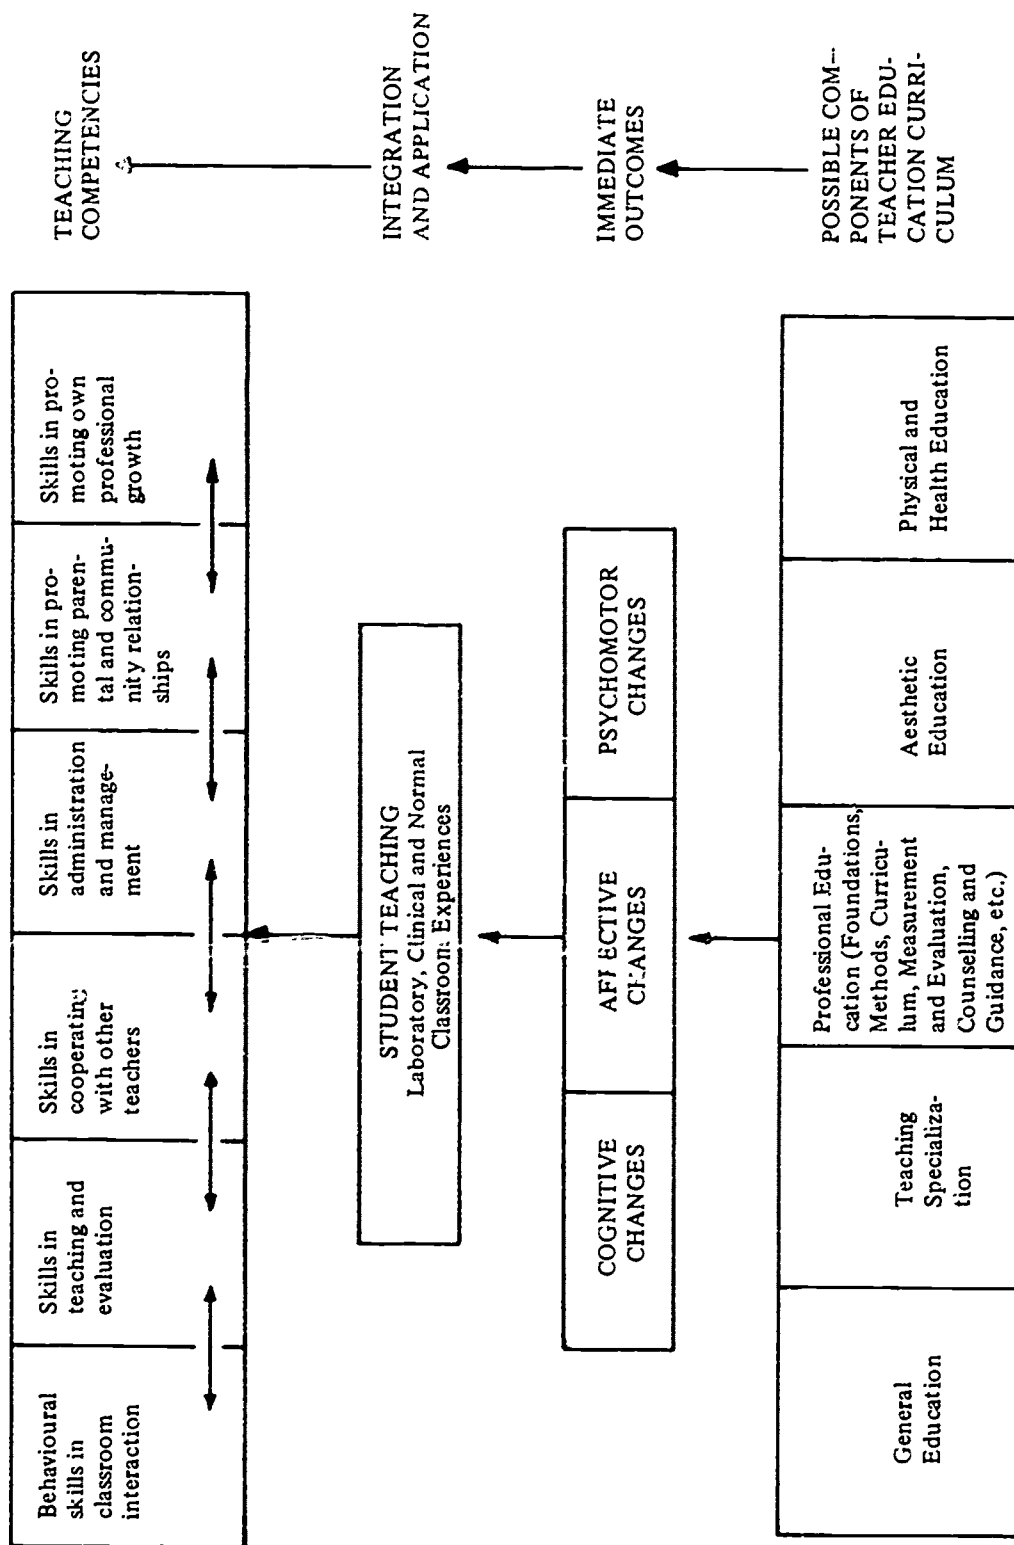 Behavioural
skills in
classroom
interaction
Skills in
teaching and
evaluation
Skills in
cooperating
with other
teachers
Skills in
administration
and manage-
ment
Skills in pro-
moting paren-
tal and commu-
nity relation-
ships
Skills in pro-
moting own
professional
growth
TEACHING
COMPETENCIES
STUDENT TEACHING
Laboratory, Clinical and Normal
Classroom Experiences
INTEGRATION
AND APPLICATION
COGNITIVE
CHANGES
AFFECTIVE
CHANGES
PSYCHOMOTOR
CHANGES
IMMEDIATE
OUTCOMES
General
Education
Teaching
Specializa-
tion
Professional Edu-
cation (Foundations,
Methods, Curricu-
lum, Measurement
and Evaluation,
Counselling and
Guidance, etc.)
Aesthetic
Education
Physical and
Health Education
POSSIBLE COM-
PONENTS OF
TEACHER EDU-
CATION CURRI-
CULUM